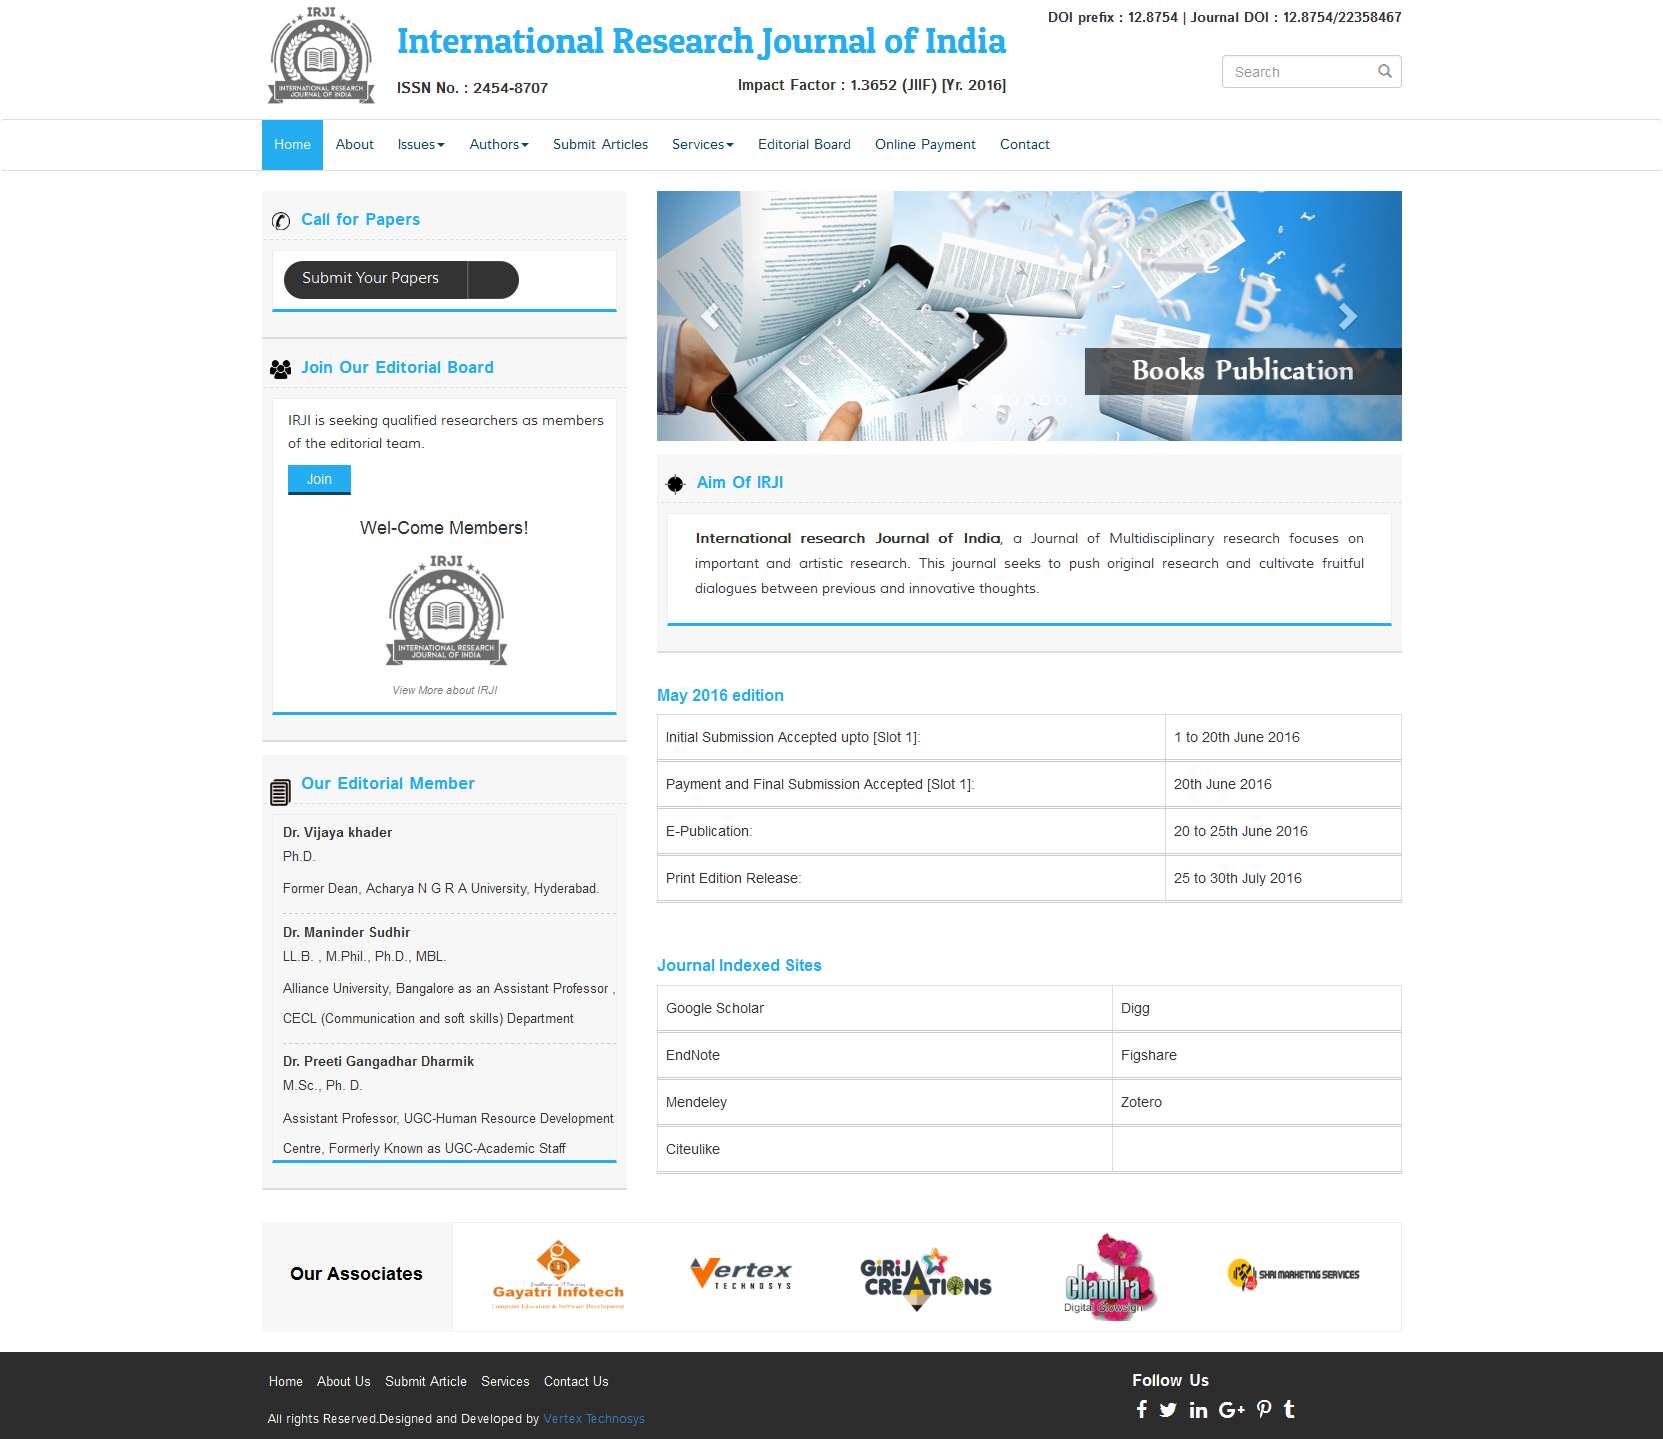 IRJI
INTERNATIONAL RESEARCH
JOURNAL OF INDIA
International Research Journal of India
ISSN No. : 2454-8707
Impact Factor : 1.3652 (JIIF) [Yr. 2016]
DOI prefix : 12.8754 | Journal DOI : 12.8754/22358467
Search
Home
About
Issues
Authors
Submit Articles
Services
Editorial Board
Online Payment
Contact
Call for Papers
Submit Your Papers
Join Our Editorial Board
IRJI is seeking qualified researchers as members
of the editorial team.
Join
Wel-Come Members!
IRJI
INTERNATIONAL RESEARCH
JOURNAL OF INDIA
View More about IRJI
Our Editorial Member
Dr. Vijaya khader
Ph.D.
Former Dean, Acharya N G R A University, Hyderabad.
Dr. Maninder Sudhir
LL.B. , M.Phil., Ph.D., MBL.
Alliance University, Bangalore as an Assistant Professor ,
CECL (Communication and soft skills) Department
Dr. Preeti Gangadhar Dharmik
M.Sc., Ph. D.
Assistant Professor, UGC-Human Resource Development
Centre, Formerly Known as UGC-Academic Staff
B
Books Publication
Aim Of IRJI
International research Journal of India, a Journal of Multidisciplinary research focuses on
important and artistic research. This journal seeks to push original research and cultivate fruitful
dialogues between previous and innovative thoughts.
May 2016 edition
Initial Submission Accepted upto [Slot 1]: 1 to 20th June 2016
Payment and Final Submission Accepted [Slot 1]: 20th June 2016
E-Publication: 20 to 25th June 2016
Print Edition Release: 25 to 30th July 2016
Journal Indexed Sites
Google Scholar Digg
EndNote Figshare
Mendeley Zotero
Citeulike
Our Associates
Gayatri Infotech
Computer Education & Software Development
Vertex
TECHNOSYS
GiRiJA
CREATIONS
Chandra
Digital Glowsign
SHRI MARKETING SERVICES
Home About Us Submit Article Services Contact Us
All rights Reserved.Designed and Developed by Vertex Technosys
Follow Us